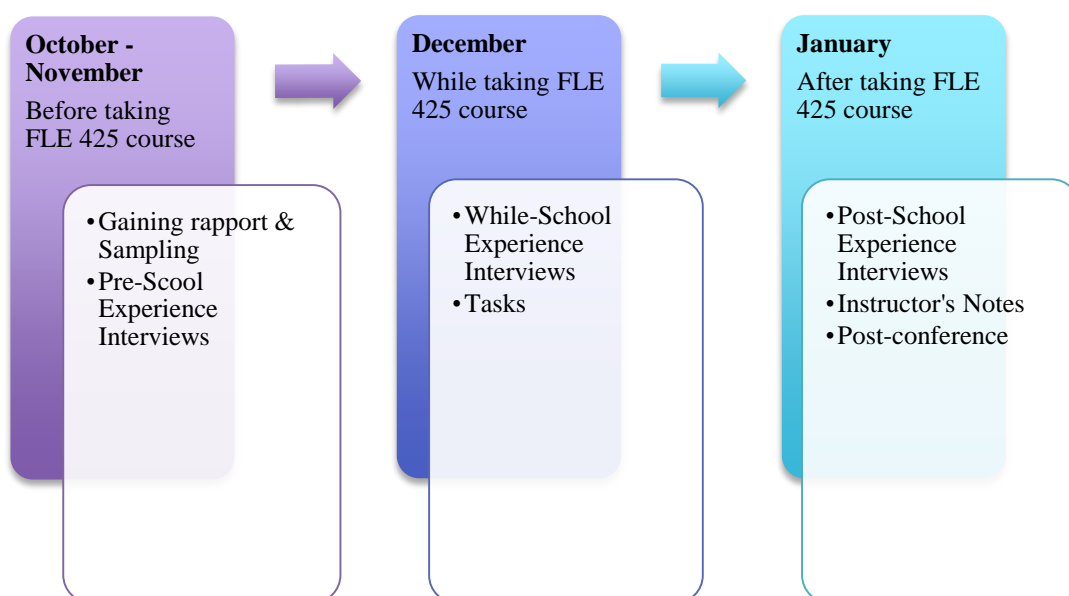 October -
November
Before taking
FLE 425 course
•Gaining rapport &
Sampling
•Pre-Scool
Experience
Interviews
December
While taking FLE
425 course
•While-School
Experience
Interviews
•Tasks
January
After taking FLE
425 course
•Post-School
Experience
Interviews
•Instructor's Notes
•Post-conference